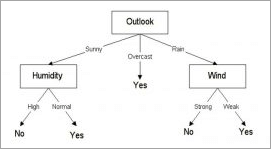 Outlook
Sunny Overcast Rain
Humidity Yes Wind
High Normal Strong Weak
No Yes No Yes